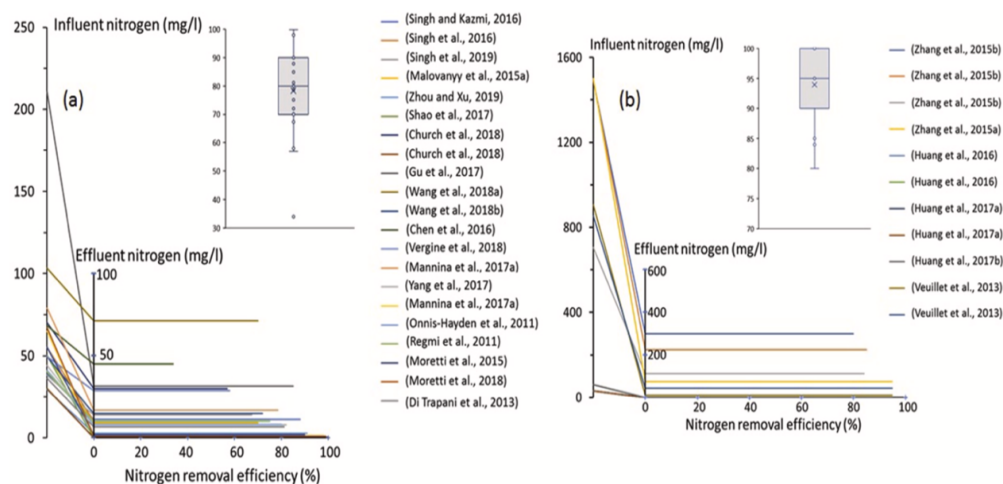 250
Influent nitrogen (mg/l)
200
(a)
100
90
80
70
60
50
40
30
150
Effluent nitrogen (mg/l)
100
100
50
50
0
0
20
40
60
80
100
Nitrogen removal efficiency (%)
(Singh and Kazmi, 2016)
(Singh et al., 2016)
(Singh et al., 2019)
(Malovanyy et al., 2015a)
(Zhou and Xu, 2019)
(Shao et al., 2017)
(Church et al., 2018)
(Church et al., 2018)
(Gu et al., 2017)
(Wang et al., 2018a)
(Wang et al., 2018b)
(Chen et al., 2016)
(Vergine et al., 2018)
(Mannina et al., 2017a)
(Yang et al., 2017)
(Mannina et al., 2017a)
(Onnis-Hayden et al., 2011)
(Regmi et al., 2011)
(Moretti et al., 2015)
(Moretti et al., 2018)
(Di Trapani et al., 2013)
Influent nitrogen (mg/l)
1600
(b)
100
95
90
85
80
75
70
1200
Effluent nitrogen (mg/l)
800
600
400
400
200
0
0
20
40
60
80
100
Nitrogen removal efficiency (%)
(Zhang et al., 2015b)
(Zhang et al., 2015b)
(Zhang et al., 2015b)
(Zhang et al., 2015a)
(Huang et al., 2016)
(Huang et al., 2016)
(Huang et al., 2017a)
(Huang et al., 2017a)
(Huang et al., 2017b)
(Veuillet et al., 2013)
(Veuillet et al., 2013)